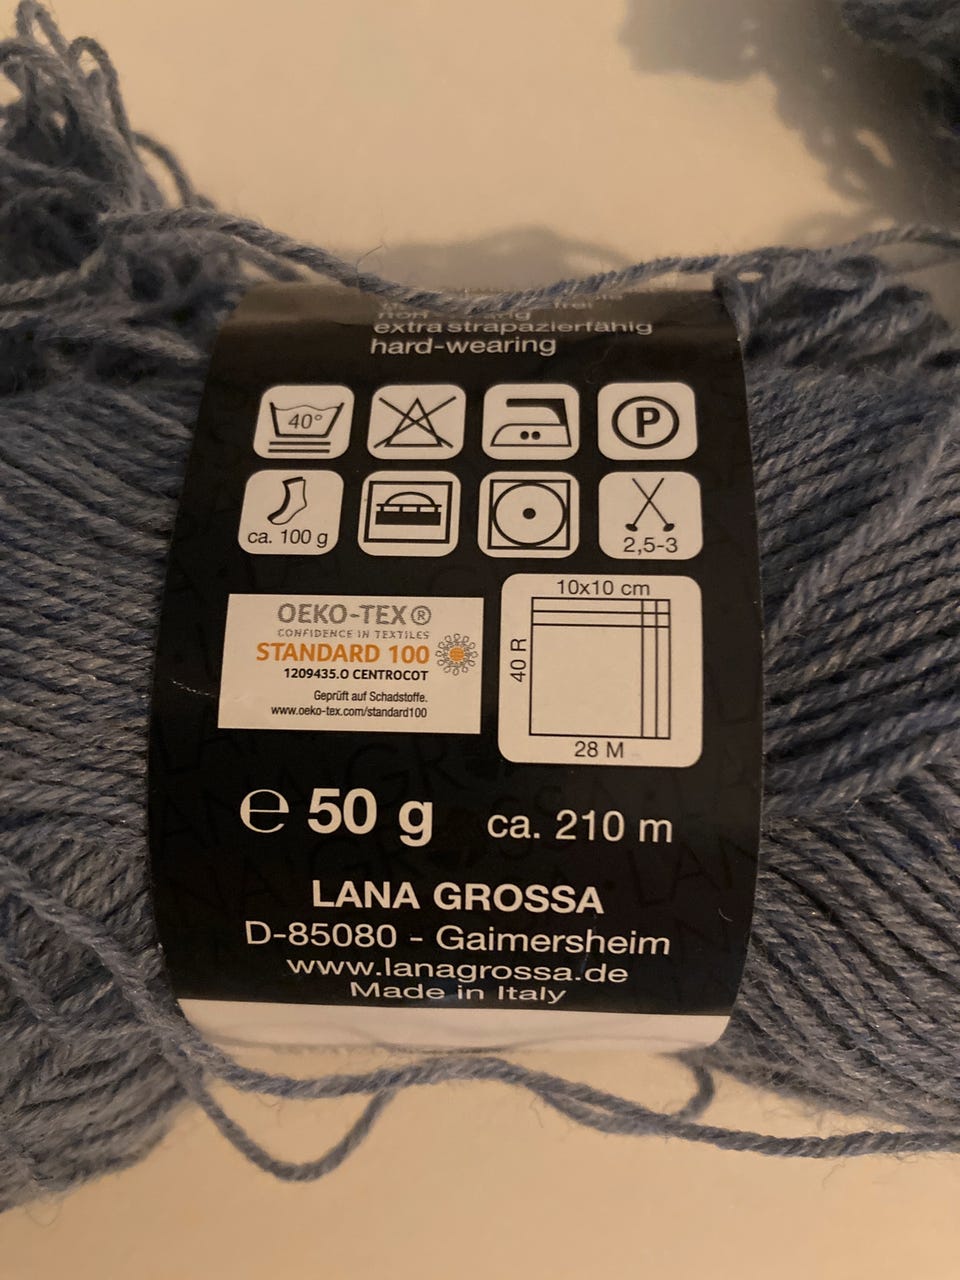 frei
extra strapazierfähig
hard-wearing
40°
P
ca. 100 g
2,5-3
OEKO-TEX®
CONFIDENCE IN TEXTILES
STANDARD 100
1209435.O CENTROCOT
Geprüft auf Schadstoffe.
www.oeko-tex.com/standard100
10x10 cm
40 R
28 M
℮ 50 g ca. 210 m
LANA GROSSA
D-85080 - Gaimersheim
www.lanagrossa.de
Made in Italy